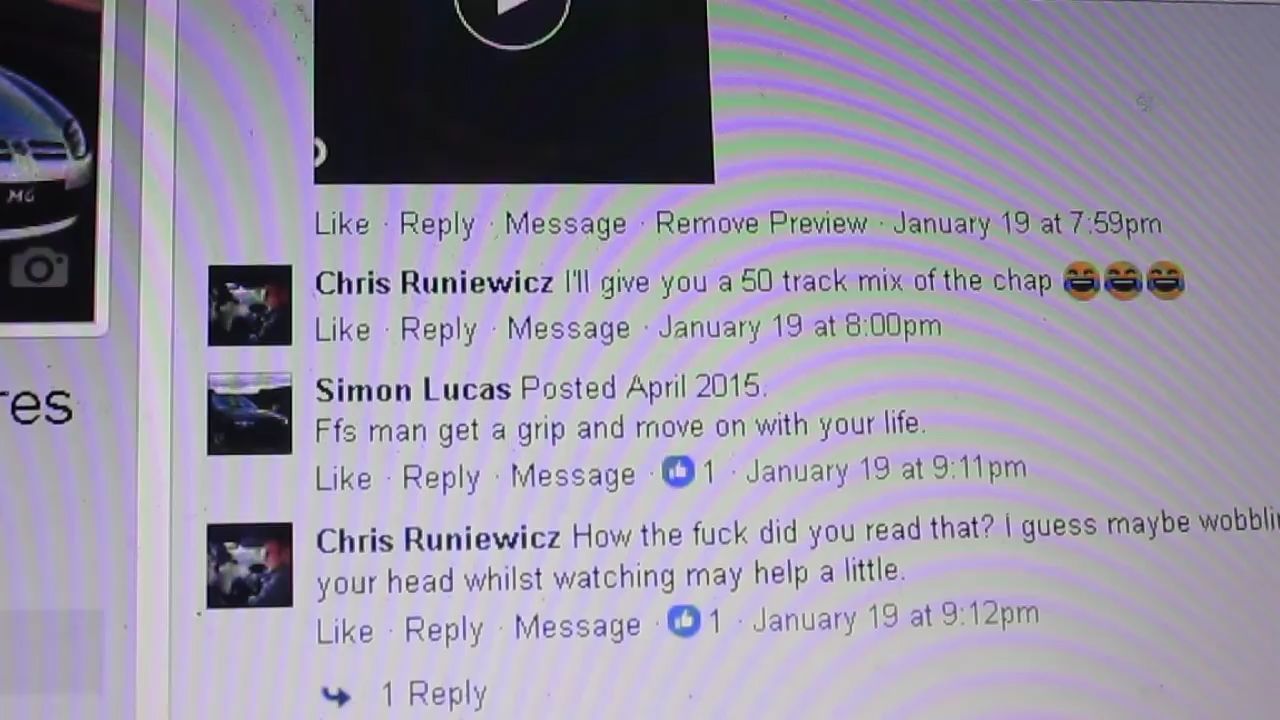 MG
Like · Reply · Message · Remove Preview · January 19 at 7:59pm
Chris Runiewicz I'll give you a 50 track mix of the chap 😄😄😄
Like · Reply · Message · January 19 at 8:00pm
Simon Lucas Posted April 2015.
Ffs man get a grip and move on with your life.
res
Like · Reply · Message · 1 · January 19 at 9:11pm
Chris Runiewicz How the fuck did you read that? I guess maybe wobblin
your head whilst watching may help a little.
Like · Reply · Message · 1 · January 19 at 9:12pm
1 Reply